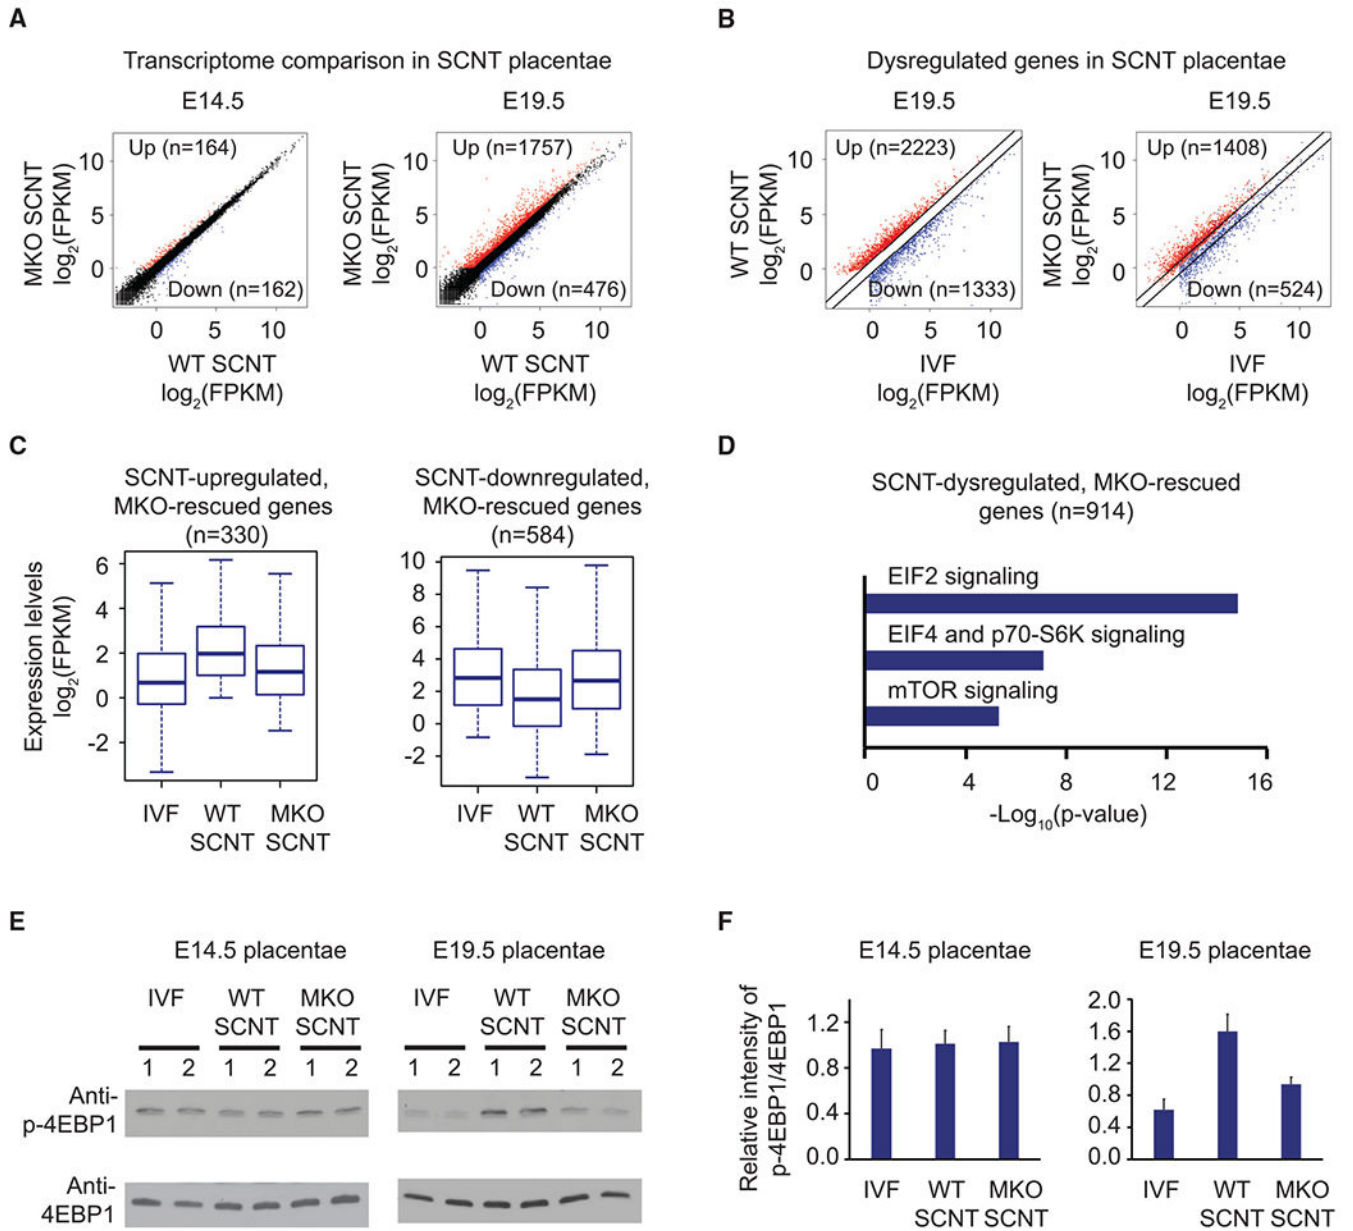 A
Transcriptome comparison in SCNT placentae
E14.5
E19.5
MKO SCNT
log2(FPKM)
10
5
0
Up (n=164)
Down (n=162)
0 5 10
WT SCNT
log2(FPKM)
MKO SCNT
log2(FPKM)
10
5
0
Up (n=1757)
Down (n=476)
0 5 10
WT SCNT
log2(FPKM)
B
Dysregulated genes in SCNT placentae
E19.5
E19.5
WT SCNT
log2(FPKM)
10
5
0
Up (n=2223)
Down (n=1333)
0 5 10
IVF
log2(FPKM)
MKO SCNT
log2(FPKM)
10
5
0
Up (n=1408)
Down (n=524)
0 5 10
IVF
log2(FPKM)
C
SCNT-upregulated,
MKO-rescued genes
(n=330)
Expression lelvels
log2(FPKM)
6
4
2
0
-2
IVF WT MKO
SCNT SCNT
SCNT-downregulated,
MKO-rescued genes
(n=584)
10
8
6
4
2
0
-2
IVF WT MKO
SCNT SCNT
D
SCNT-dysregulated, MKO-rescued
genes (n=914)
EIF2 signaling
EIF4 and p70-S6K signaling
mTOR signaling
0 4 8 12 16
-Log10(p-value)
E
E14.5 placentae
E19.5 placentae
IVF WT MKO
SCNT SCNT
1 2 1 2 1 2
IVF WT MKO
SCNT SCNT
1 2 1 2 1 2
Anti-
p-4EBP1
Anti-
4EBP1
F
E14.5 placentae
E19.5 placentae
Relative intensity of
p-4EBP1/4EBP1
1.2
0.8
0.4
0.0
IVF WT MKO
SCNT SCNT
2.0
1.6
1.2
0.8
0.4
0.0
IVF WT MKO
SCNT SCNT